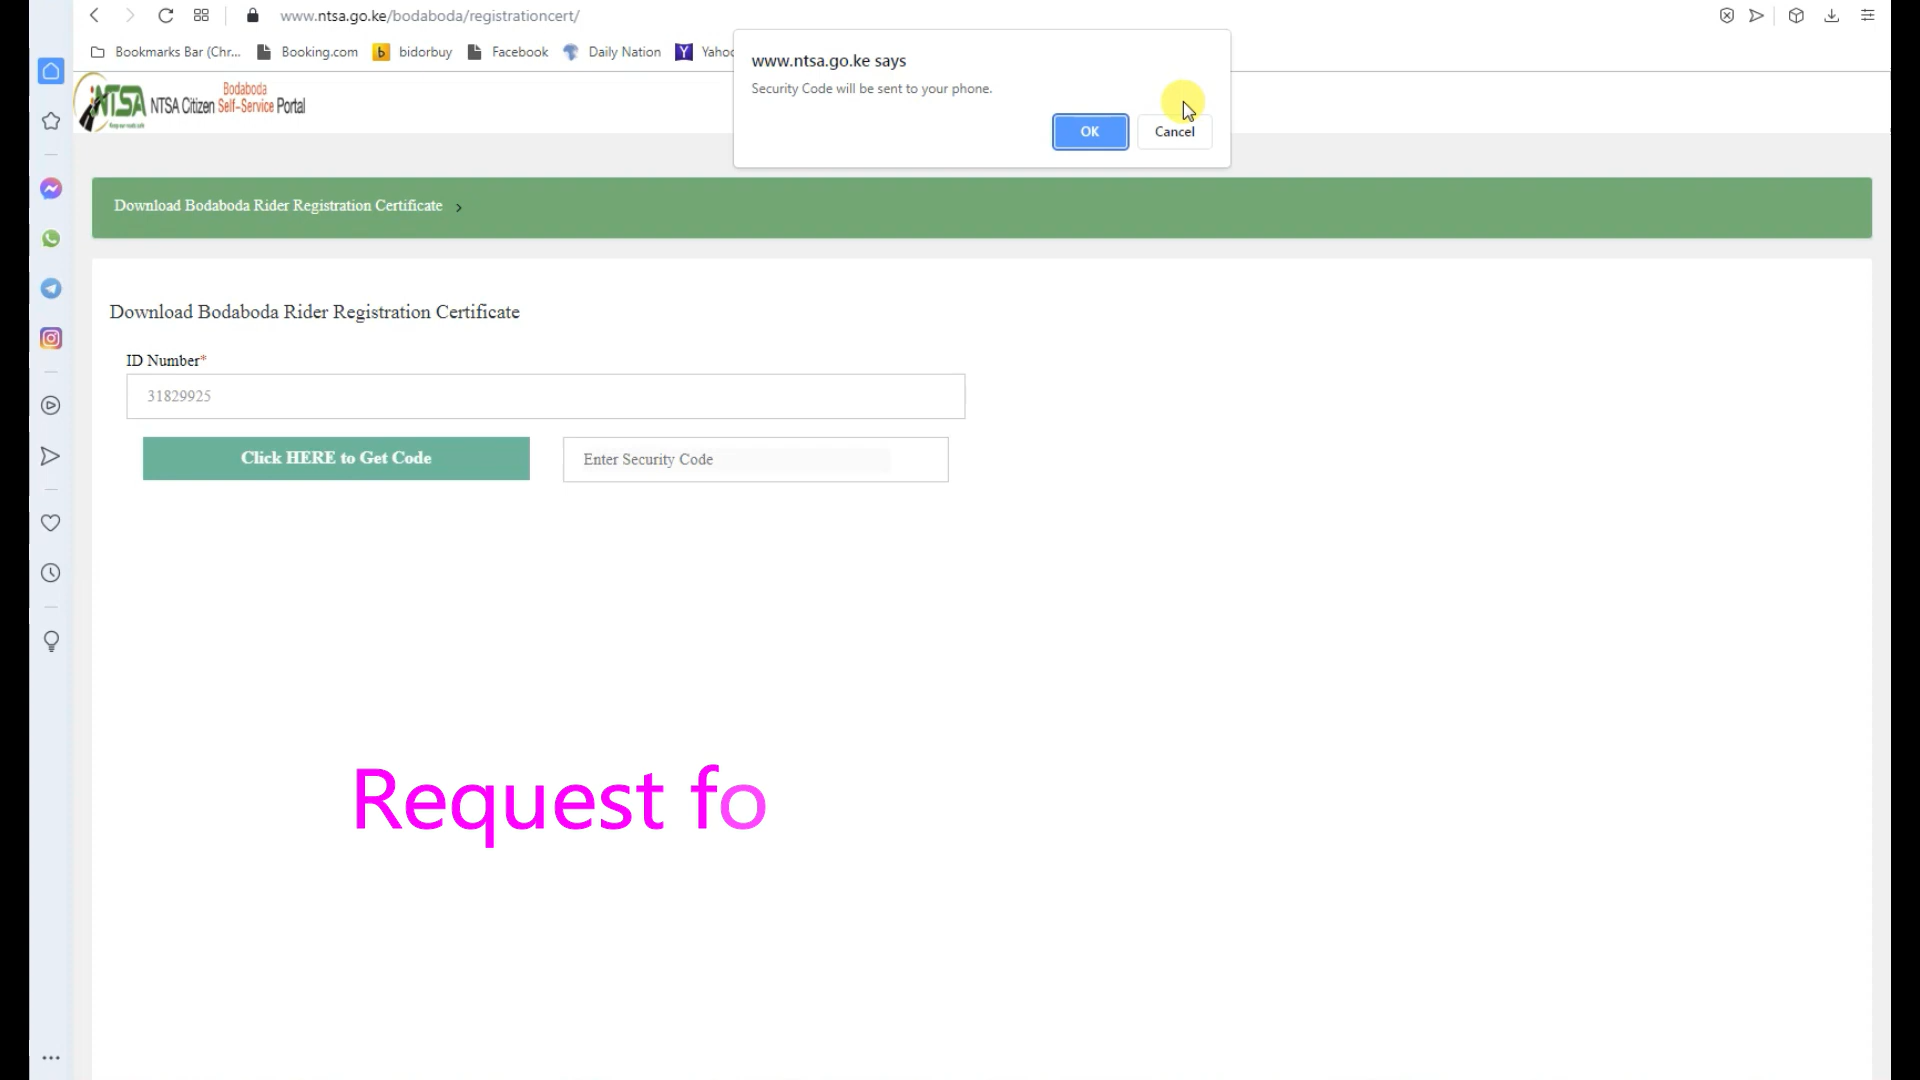 www.ntsa.go.ke/bodaboda/registrationcert/
Bookmarks Bar (Chr... Booking.com b bidorbuy Facebook Daily Nation Y Yahoo
www.ntsa.go.ke says
Security Code will be sent to your phone.
OK Cancel
NTSA NTSA Citizen Bodaboda Self-Service Portal
Download Bodaboda Rider Registration Certificate >
Download Bodaboda Rider Registration Certificate
ID Number*
31829925
Click HERE to Get Code Enter Security Code
Request fo